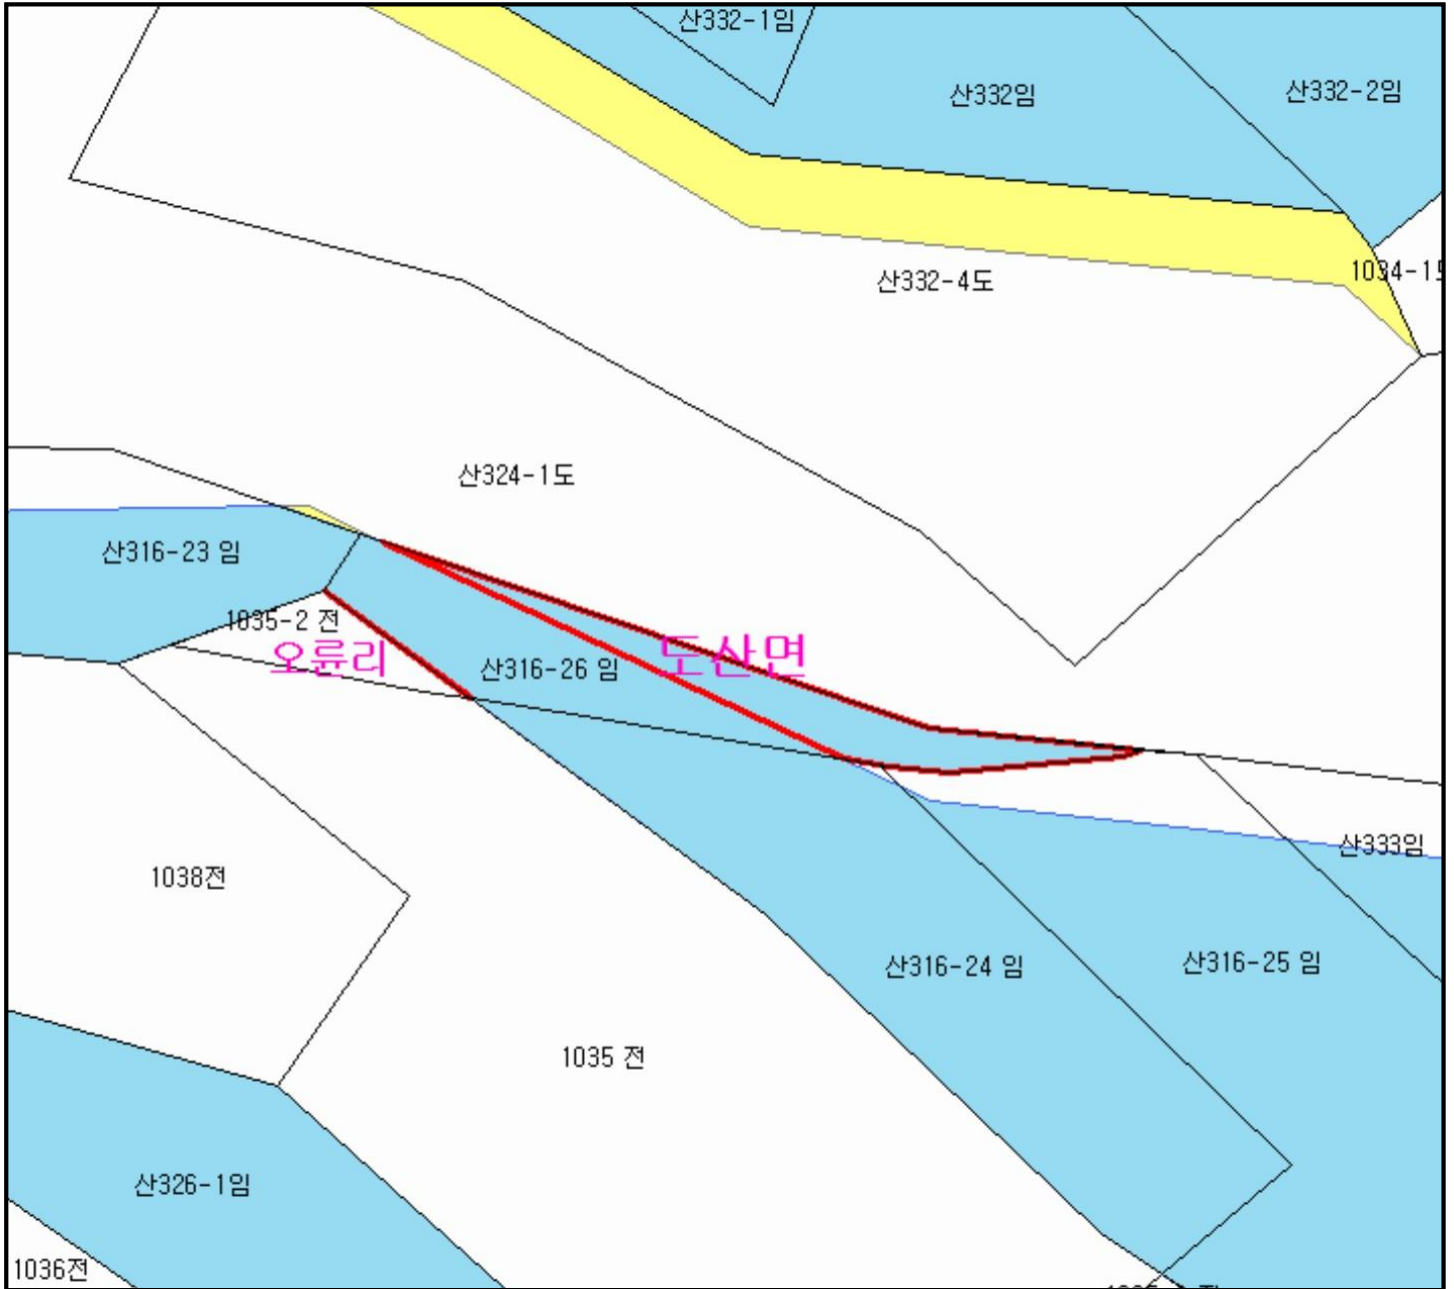 산332-1임
산332임
산332-2임
1034-1도
산332-4도
산324-1도
산316-23 임
1035-2 전
오륜리
산316-26 임
도산면
1038전
산333임
산316-24 임
산316-25 임
1035 전
산326-1임
1036전